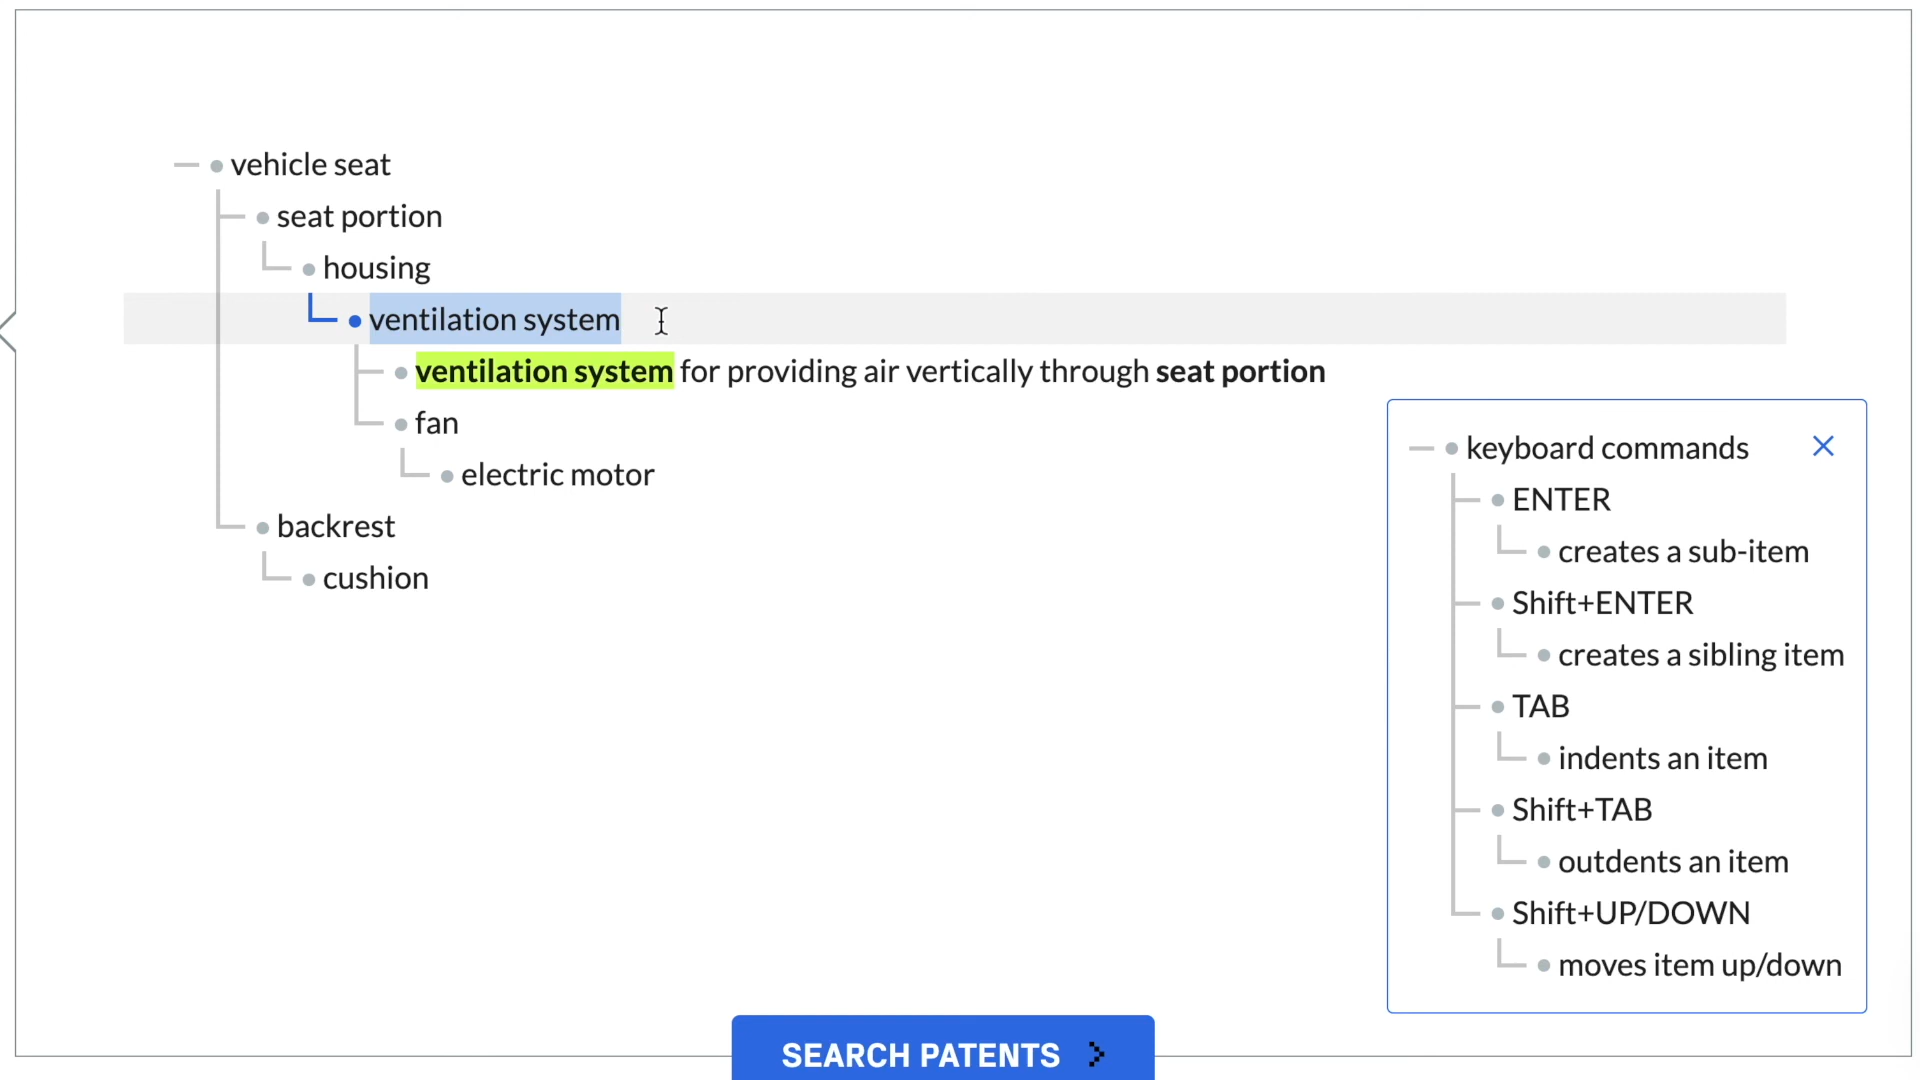 vehicle seat
seat portion
housing
ventilation system
ventilation system for providing air vertically through seat portion
fan
electric motor
backrest
cushion
keyboard commands
ENTER
creates a sub-item
Shift+ENTER
creates a sibling item
TAB
indents an item
Shift+TAB
outdents an item
Shift+UP/DOWN
moves item up/down
SEARCH PATENTS